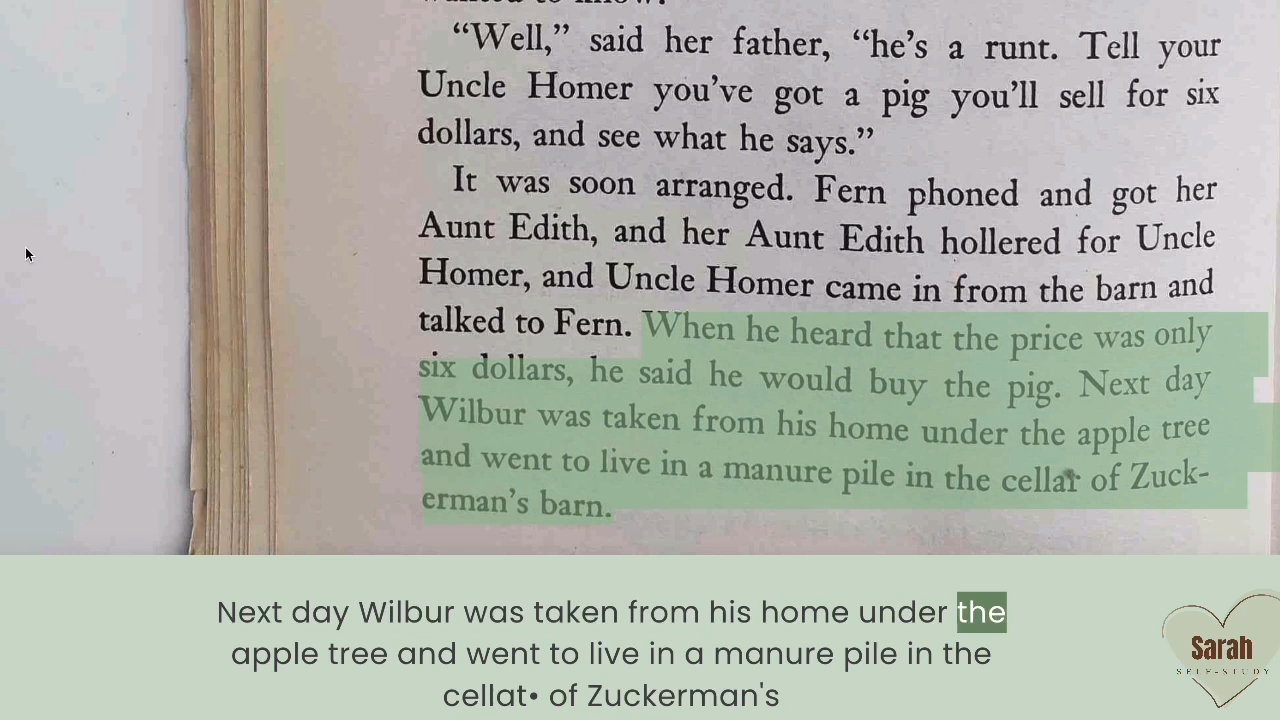 “Well,” said her father, “he’s a runt. Tell your
Uncle Homer you’ve got a pig you’ll sell for six
dollars, and see what he says.”
It was soon arranged. Fern phoned and got her
Aunt Edith, and her Aunt Edith hollered for Uncle
Homer, and Uncle Homer came in from the barn and
talked to Fern. When he heard that the price was only
six dollars, he said he would buy the pig. Next day
Wilbur was taken from his home under the apple tree
and went to live in a manure pile in the cellar of Zuck-
erman’s barn.
Next day Wilbur was taken from his home under the
apple tree and went to live in a manure pile in the
cellat• of Zuckerman's
Sarah
SELF-STUDY